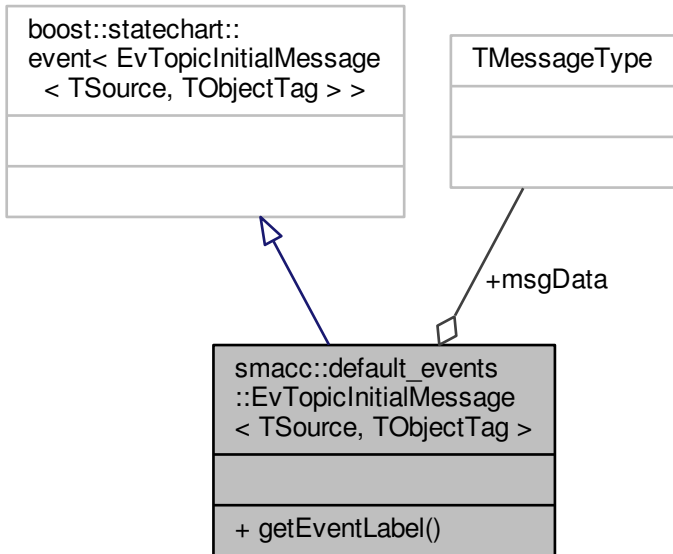 boost::statechart::
event< EvTopicInitialMessage
< TSource, TObjectTag > >
TMessageType
+msgData
smacc::default_events
::EvTopicInitialMessage
< TSource, TObjectTag >
+ getEventLabel()